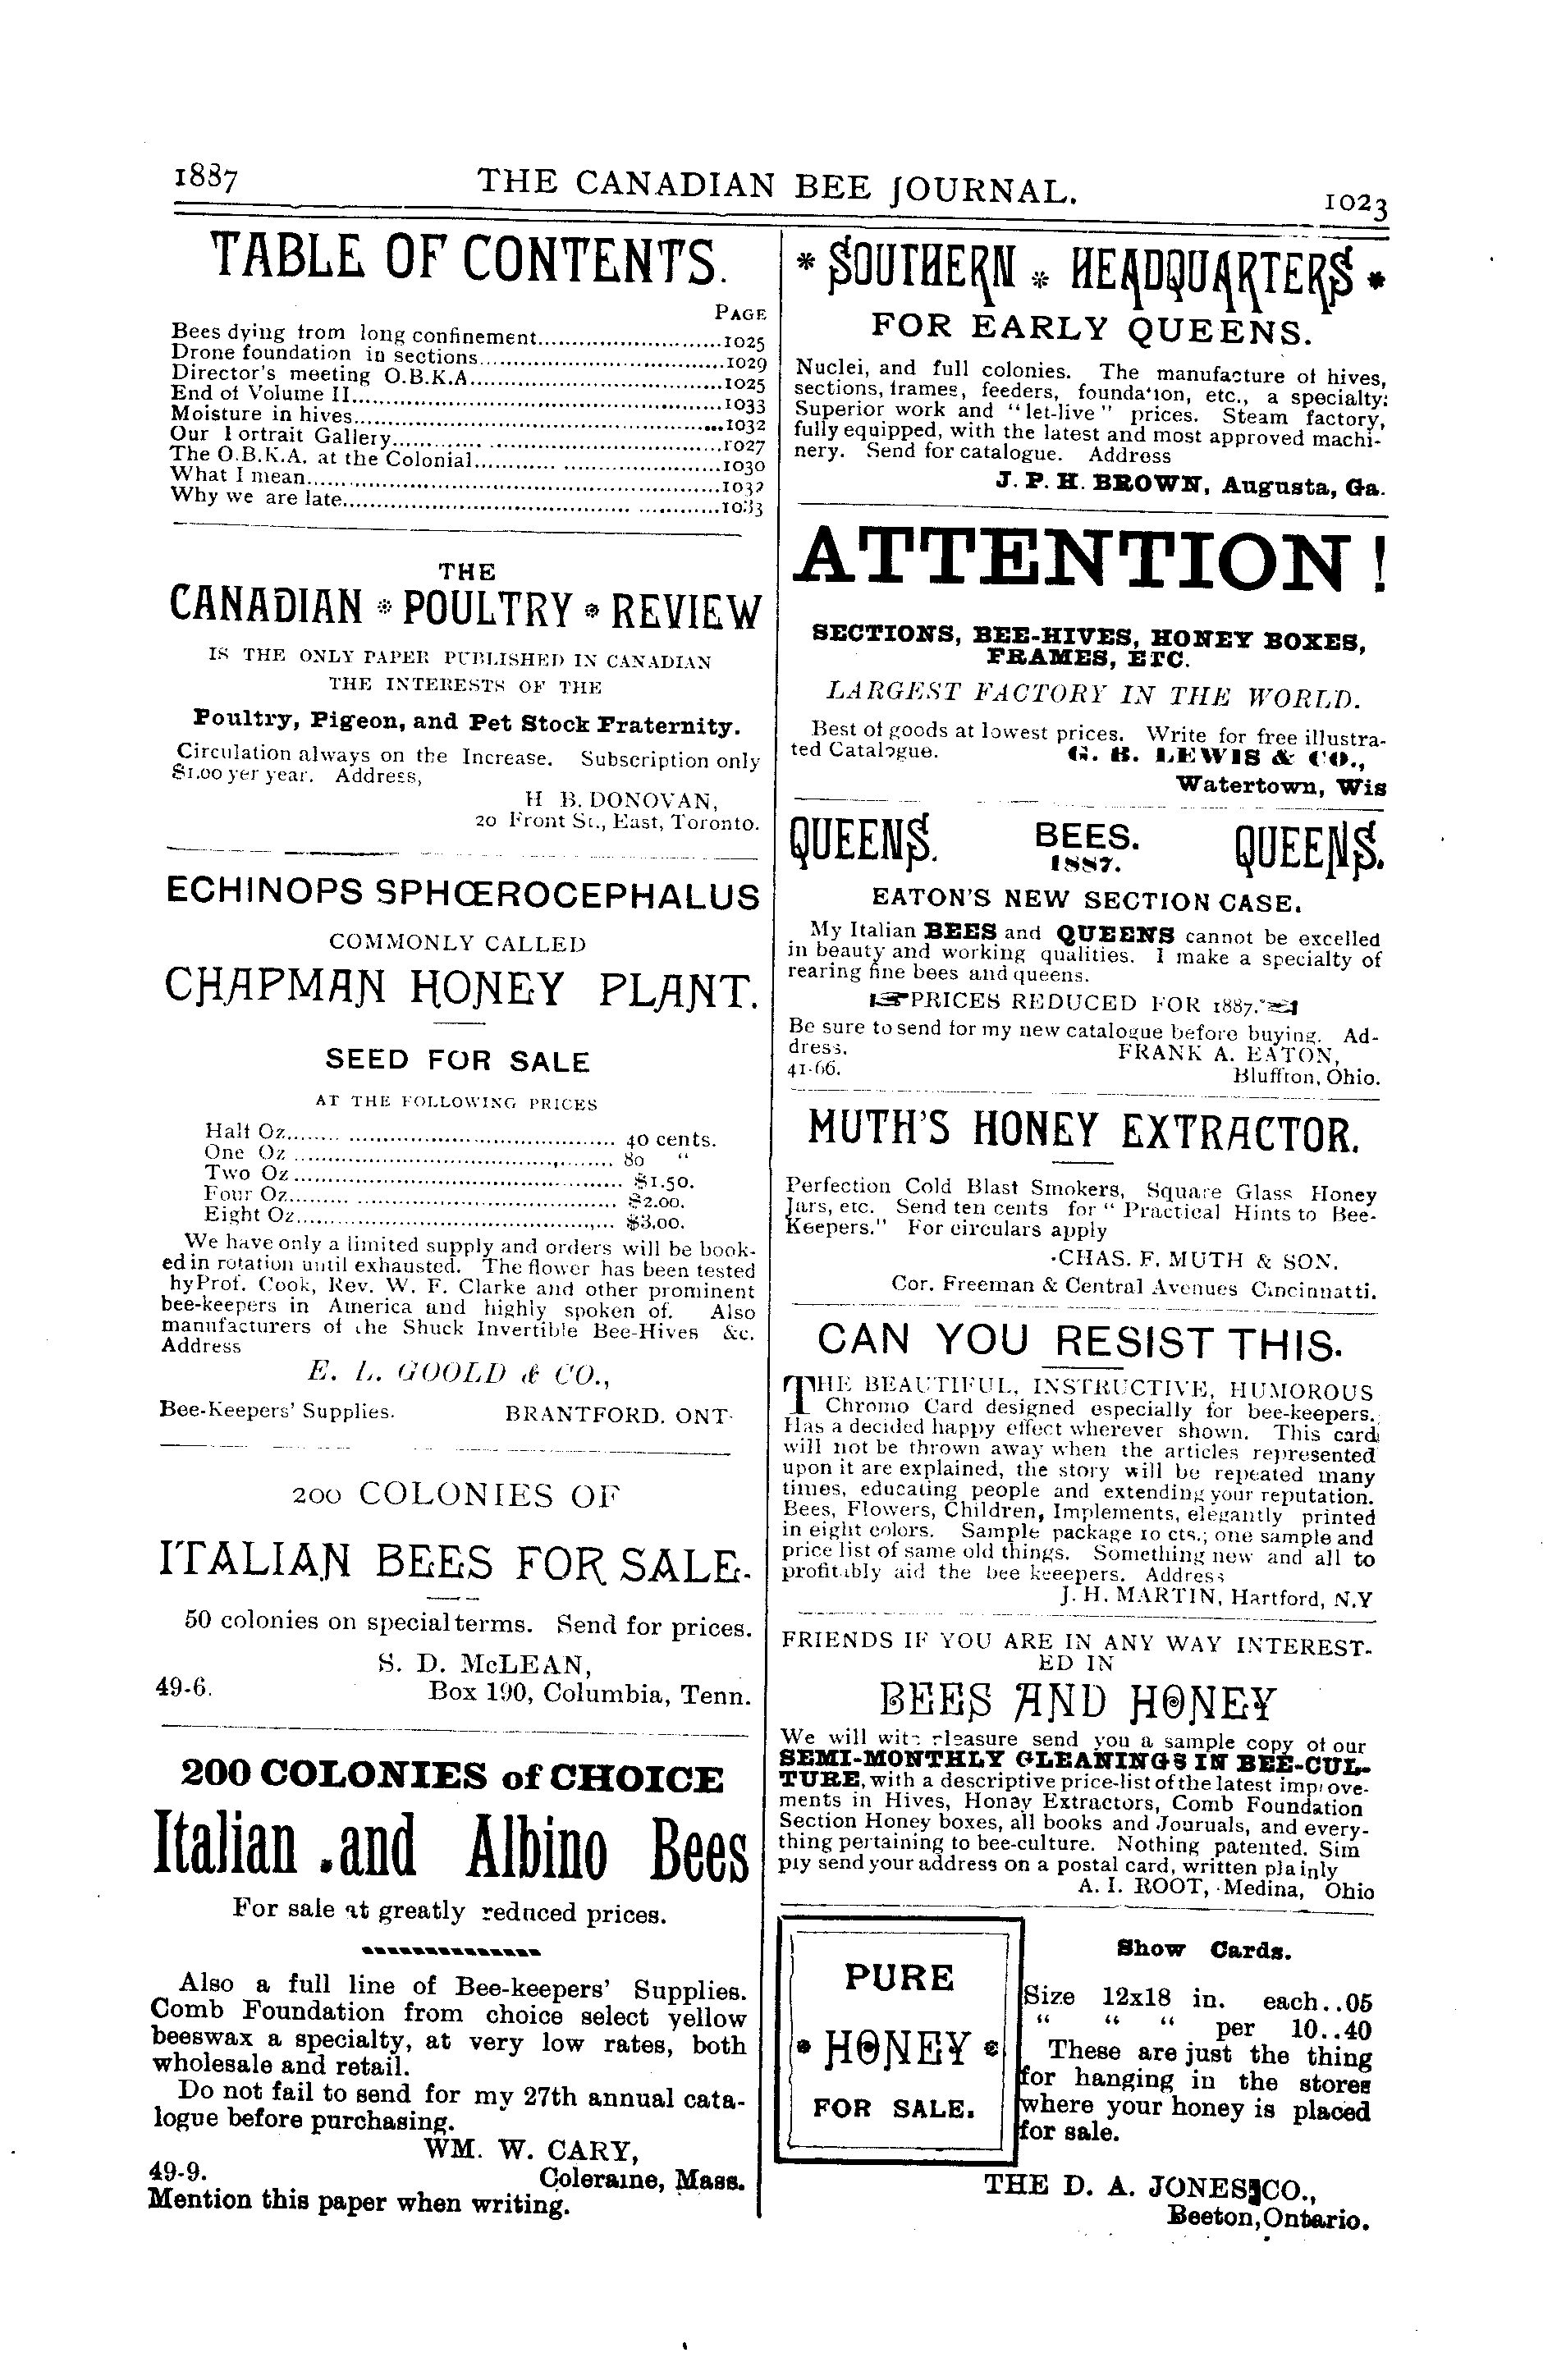 1887
THE CANADIAN BEE JOURNAL.
1023
TABLE OF CONTENTS.
PAGE
Bees dying from long confinement..........................1025
Drone foundation in sections....................................1029
Director's meeting O.B.K.A.....................................1025
End of Volume II......................................................1033
Moisture in hives......................................................1032
Our Portrait Gallery............ ..................................1027
The O.B.K.A. at the Colonial............ .......................1030
What I mean.............................................................1032
Why we are late.......................................... ............1033
THE
CANADIAN * POULTRY * REVIEW
IS THE ONLY PAPER PUBLISHED IN CANADIAN
THE INTERESTS OF THE
Poultry, Pigeon, and Pet Stock Fraternity.
Circulation always on the Increase. Subscription only
$1.00 yer year. Address,
H B. DONOVAN,
20 Front St., East, Toronto.
ECHINOPS SPHŒROCEPHALUS
COMMONLY CALLED
CHAPMAN HONEY PLANT.
SEED FOR SALE
AT THE FOLLOWING PRICES
Half Oz........ ....................................... 40 cents.
One Oz ................................................ 80 "
Two Oz.................................................. $1.50.
Four Oz......... ....................................... $2.00.
Eight Oz................................................ $3.00.
We have only a limited supply and orders will be book-
ed in rotation until exhausted. The flower has been tested
by Prof. Cook, Rev. W. F. Clarke and other prominent
bee-keepers in America and highly spoken of. Also
manufacturers of the Shuck Invertible Bee-Hives &c.
Address
E. L. GOOLD & CO.,
Bee-Keepers' Supplies. BRANTFORD. ONT.
200 COLONIES OF
ITALIAN BEES FOR SALE.
50 colonies on special terms. Send for prices.
S. D. McLEAN,
49-6. Box 190, Columbia, Tenn.
200 COLONIES of CHOICE
Italian .and Albino Bees
For sale at greatly reduced prices.
Also a full line of Bee-keepers' Supplies.
Comb Foundation from choice select yellow
beeswax a specialty, at very low rates, both
wholesale and retail.
Do not fail to send for my 27th annual cata-
logue before purchasing.
WM. W. CARY,
49-9. Coleraine, Mass.
Mention this paper when writing.
* SOUTHERN * HEADQUARTERS *
FOR EARLY QUEENS.
Nuclei, and full colonies. The manufacture of hives,
sections, frames, feeders, foundation, etc., a specialty:
Superior work and "let-live" prices. Steam factory,
fully equipped, with the latest and most approved machi-
nery. Send for catalogue. Address
J. P. H. BROWN, Augusta, Ga.
ATTENTION!
SECTIONS, BEE-HIVES, HONEY BOXES,
FRAMES, ETC.
LARGEST FACTORY IN THE WORLD.
Best of goods at lowest prices. Write for free illustra-
ted Catalogue. G. B. LEWIS & CO.,
Watertown, Wis
QUEENS. BEES. QUEENS.
1887.
EATON'S NEW SECTION CASE.
My Italian BEES and QUEENS cannot be excelled
in beauty and working qualities. I make a specialty of
rearing fine bees and queens.
☞PRICES REDUCED FOR 1887.☜
Be sure to send for my new catalogue before buying. Ad-
dress. FRANK A. EATON,
41-66. Bluffton, Ohio.
MUTH'S HONEY EXTRACTOR.
Perfection Cold Blast Smokers, Square Glass Honey
Jars, etc. Send ten cents for "Practical Hints to Bee-
Keepers." For circulars apply
CHAS. F. MUTH & SON.
Cor. Freeman & Central Avenues Cincinnatti.
CAN YOU RESIST THIS.
THE BEAUTIFUL, INSTRUCTIVE, HUMOROUS
Chromo Card designed especially for bee-keepers.
Has a decided happy effect wherever shown. This card
will not be thrown away when the articles represented
upon it are explained, the story will be repeated many
times, educating people and extending your reputation.
Bees, Flowers, Children, Implements, elegantly printed
in eight colors. Sample package 10 cts.; one sample and
price list of same old things. Something new and all to
profitably aid the bee keeepers. Address
J. H. MARTIN, Hartford, N.Y
FRIENDS IF YOU ARE IN ANY WAY INTEREST-
ED IN
BEES AND HONEY
We will with pleasure send you a sample copy of our
SEMI-MONTHLY GLEANINGS IN BEE-CUL-
TURE, with a descriptive price-list of the latest improve-
ments in Hives, Honey Extractors, Comb Foundation
Section Honey boxes, all books and Journals, and every-
thing pertaining to bee-culture. Nothing patented. Sim
ply send your address on a postal card, written plainly
A. I. ROOT, Medina, Ohio
PURE
* HONEY *
FOR SALE.
Show Cards.
Size 12x18 in. each..05
" " " per 10..40
These are just the thing
for hanging in the stores
where your honey is placed
for sale.
THE D. A. JONES CO.,
Beeton, Ontario.